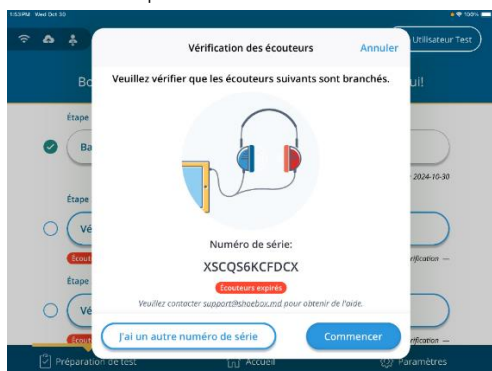 1:53 PM Wed Oct 30
100%
Utilisateur Test
Vérification des écouteurs
Annuler
Bo
ui!
Veuillez vérifier que les écouteurs suivants sont branchés.
Étape
Ba
2024-10-30
Étape
Vé
Écout
rification —
Numéro de série:
XSCQS6KCFDCX
Écouteurs expirés
Veuillez contacter support@shoebox.md pour obtenir de l'aide.
Étape
Vé
Écout
rification —
J'ai un autre numéro de série
Commencer
Préparation de test
Accueil
Paramètres